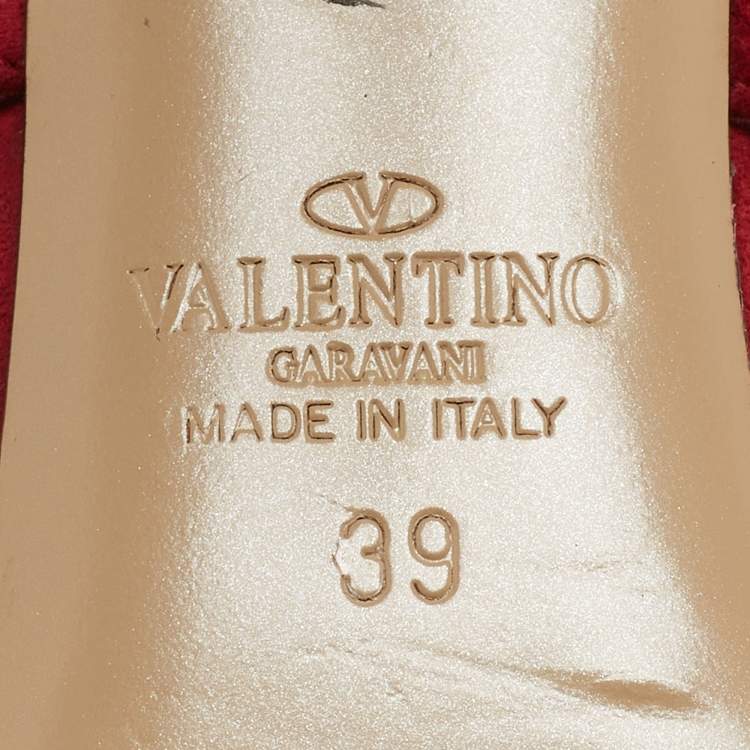 V
VALENTINO
GARAVANI
MADE IN ITALY
39